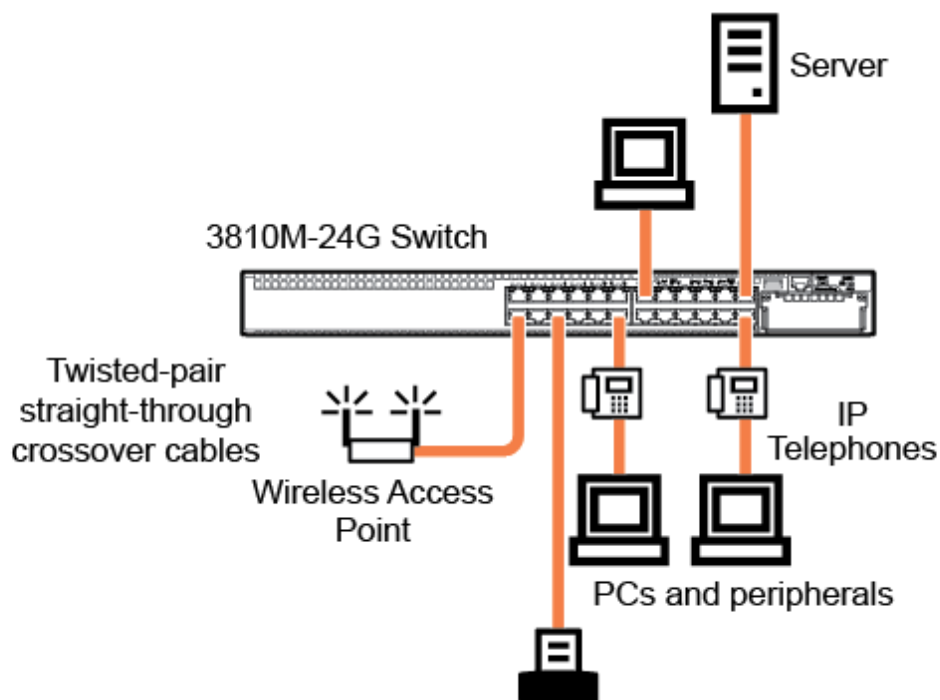 Server
3810M-24G Switch
Twisted-pair
straight-through
crossover cables
Wireless Access
Point
IP
Telephones
PCs and peripherals